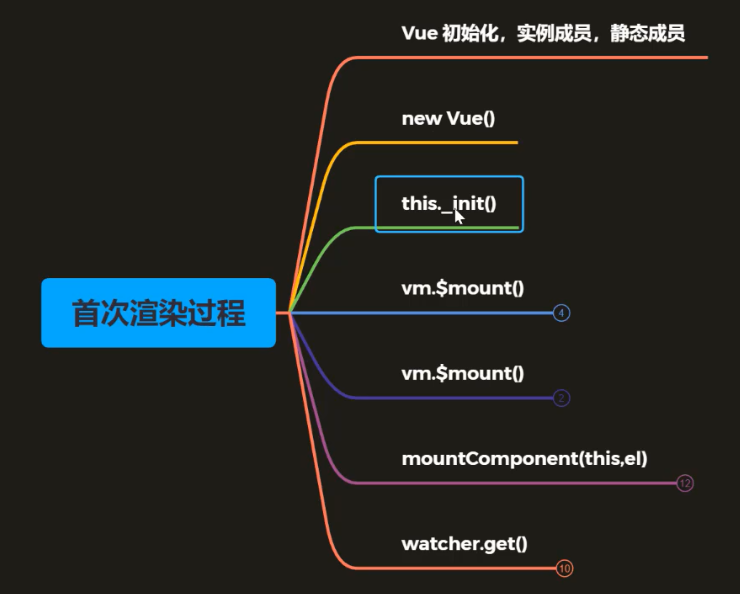 Vue 初始化，实例成员，静态成员
new Vue()
this._init()
首次渲染过程
vm.$mount()
4
vm.$mount()
2
mountComponent(this,el)
12
watcher.get()
10